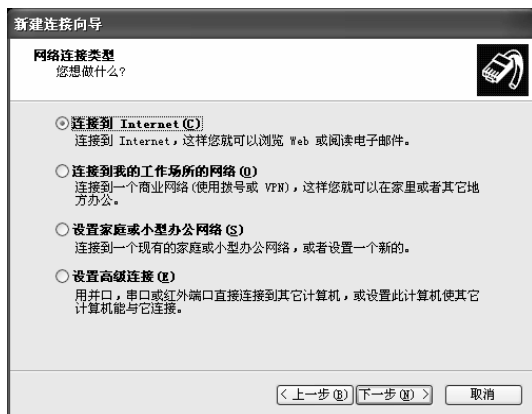 新建连接向导
网络连接类型
您想做什么?
连接到 Internet(C)
连接到 Internet，这样您就可以浏览 Web 或阅读电子邮件。
连接到我的工作场所的网络(O)
连接到一个商业网络(使用拨号或 VPN)，这样您就可以在家里或者其它地
方办公。
设置家庭或小型办公网络(S)
连接到一个现有的家庭或小型办公网络，或者设置一个新的。
设置高级连接(E)
用并口，串口或红外端口直接连接到其它计算机，或设置此计算机使其它
计算机能与它连接。
< 上一步(B) 下一步(N) > 取消